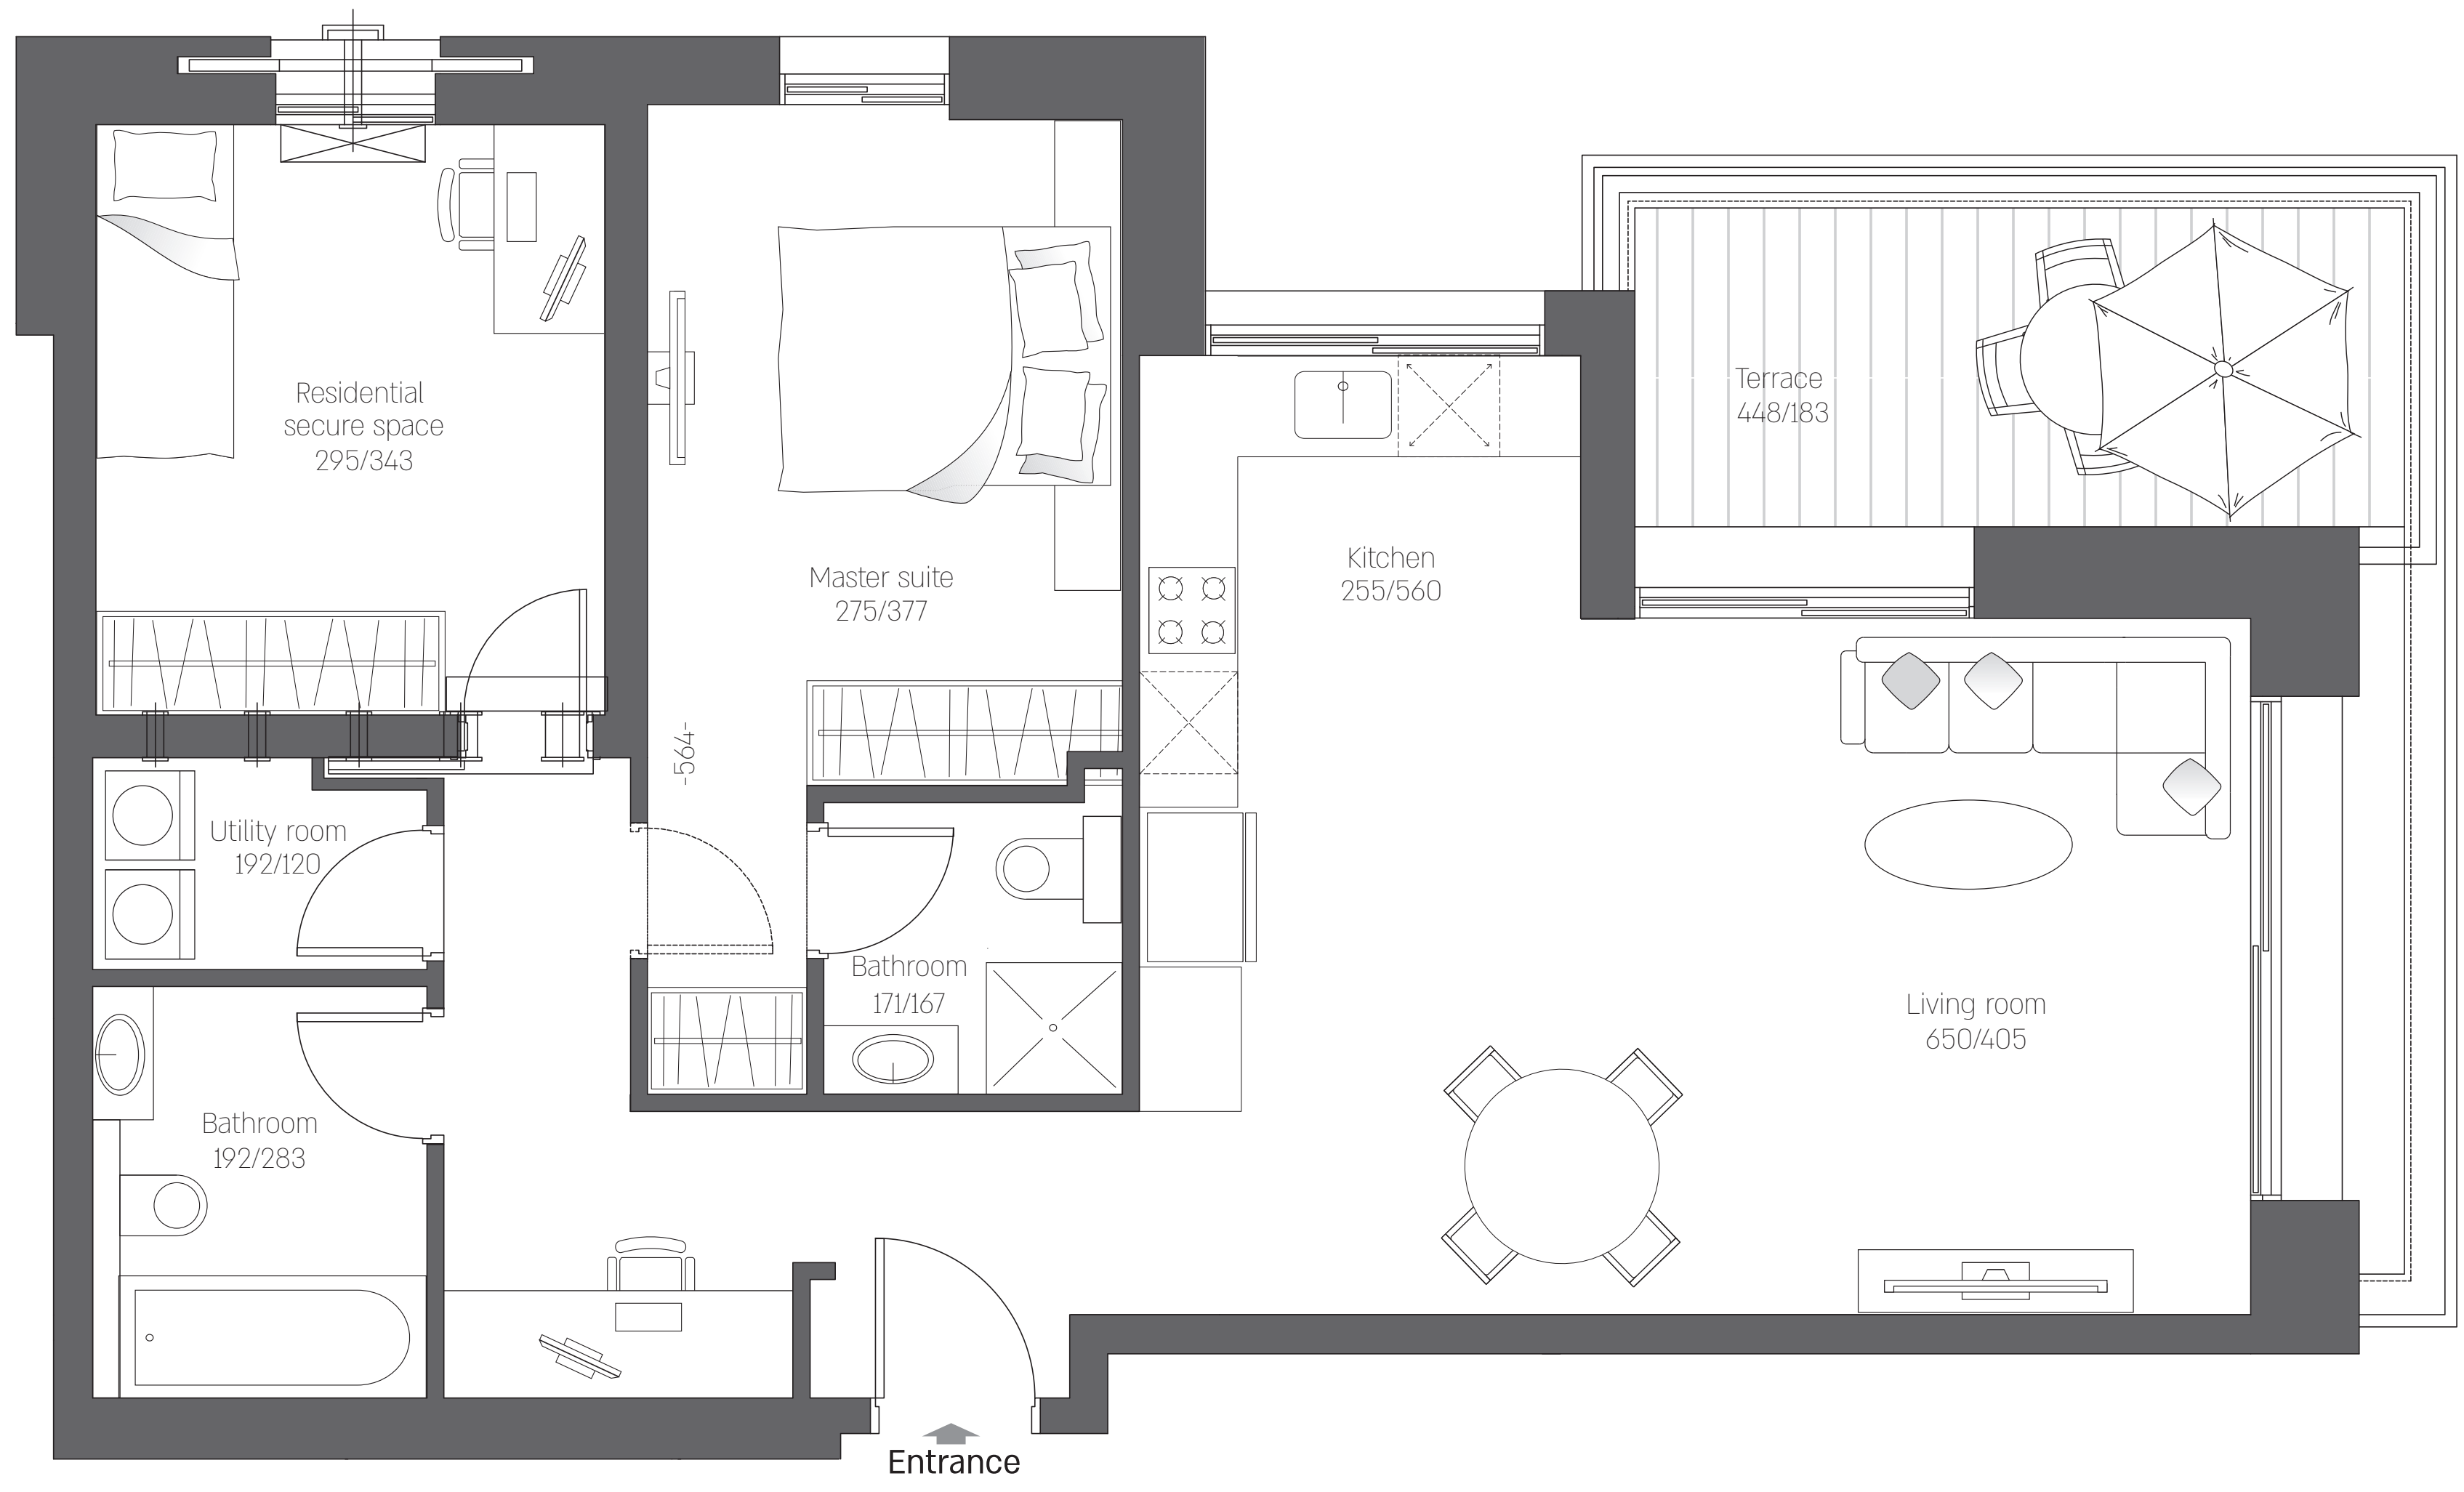 Residential
secure space
295/343
Master suite
275/377
-564-
Kitchen
255/560
Terrace
448/183
Utility room
192/120
Bathroom
171/167
Living room
650/405
Bathroom
192/283
Entrance